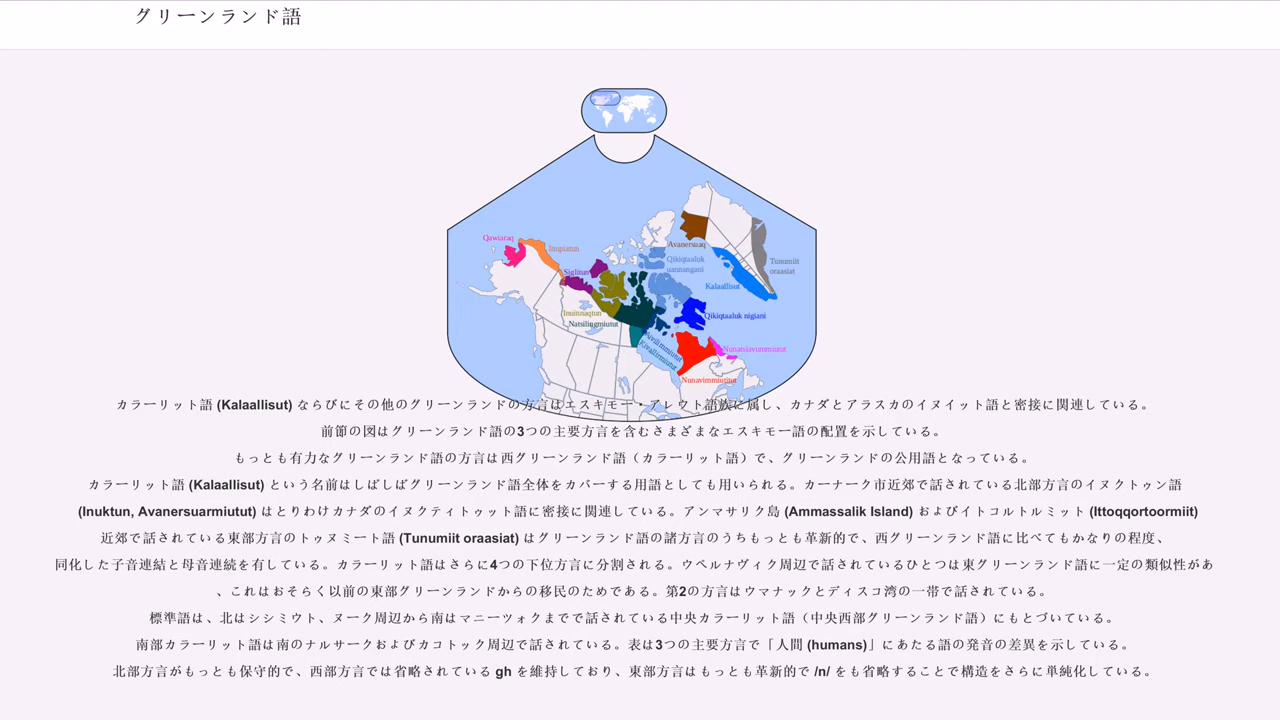 グリーンランド語
Qawiaraq
Inupiatun
Siglitun
Inuinnaqtun
Natsilingmiutut
Avanersuaq
Qikiqtaaluk
uannangani
Kalaallisut
Tunumiit
oraasiat
Qikiqtaaluk nigiani
Aivilimmiutut
Kivallirmiutut
Nunatsiavummiutut
Nunavimmiutitut
カラーリット語 (Kalaallisut) ならびにその他のグリーンランドの方言はエスキモー・アレウト語族に属し、カナダとアラスカのイヌイット語と密接に関連している。
前節の図はグリーンランド語の3つの主要方言を含むさまざまなエスキモー語の配置を示している。
もっとも有力なグリーンランド語の方言は西グリーンランド語（カラーリット語）で、グリーンランドの公用語となっている。
カラーリット語 (Kalaallisut) という名前はしばしばグリーンランド語全体をカバーする用語としても用いられる。カーナーク市近郊で話されている北部方言のイヌクトゥン語
(Inuktun, Avanersuarmiutut) はとりわけカナダのイヌクティトゥット語に密接に関連している。アンマサリク島 (Ammassalik Island) およびイトコルトルミット (Ittoqqortoormiit)
近郊で話されている東部方言のトゥヌミート語 (Tunumiit oraasiat) はグリーンランド語の諸方言のうちもっとも革新的で、西グリーンランド語に比べてもかなりの程度、
同化した子音連結と母音連続を有している。カラーリット語はさらに4つの下位方言に分割される。ウペルナヴィク周辺で話されているひとつは東グリーンランド語に一定の類似性があ
、これはおそらく以前の東部グリーンランドからの移民のためである。第2の方言はウマナックとディスコ湾の一帯で話されている。
標準語は、北はシシミウト、ヌーク周辺から南はマニーツォクまでで話されている中央カラーリット語（中央西部グリーンランド語）にもとづいている。
南部カラーリット語は南のナルサークおよびカコトック周辺で話されている。表は3つの主要方言で「人間 (humans)」にあたる語の発音の差異を示している。
北部方言がもっとも保守的で、西部方言では省略されている gh を維持しており、東部方言はもっとも革新的で /n/ をも省略することで構造をさらに単純化している。